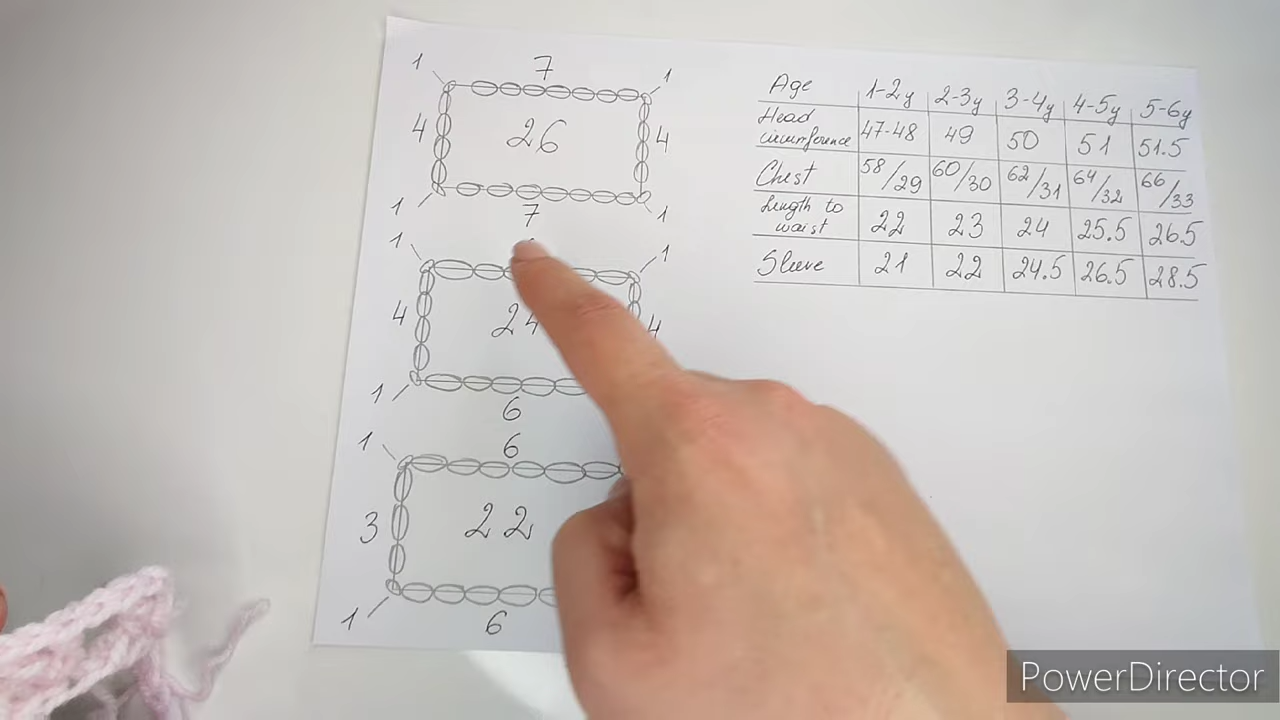 1 7 1
4 26 4
1 7 1
1 1
4 24 4
1 6
1 6
3 22
1 6
Age 1-2y 2-3y 3-4y 4-5y 5-6y
Head circumference 47-48 49 50 51 51.5
Chest 58/29 60/30 62/31 64/32 66/33
Length to waist 22 23 24 25.5 26.5
Sleeve 21 22 24.5 26.5 28.5
PowerDirector